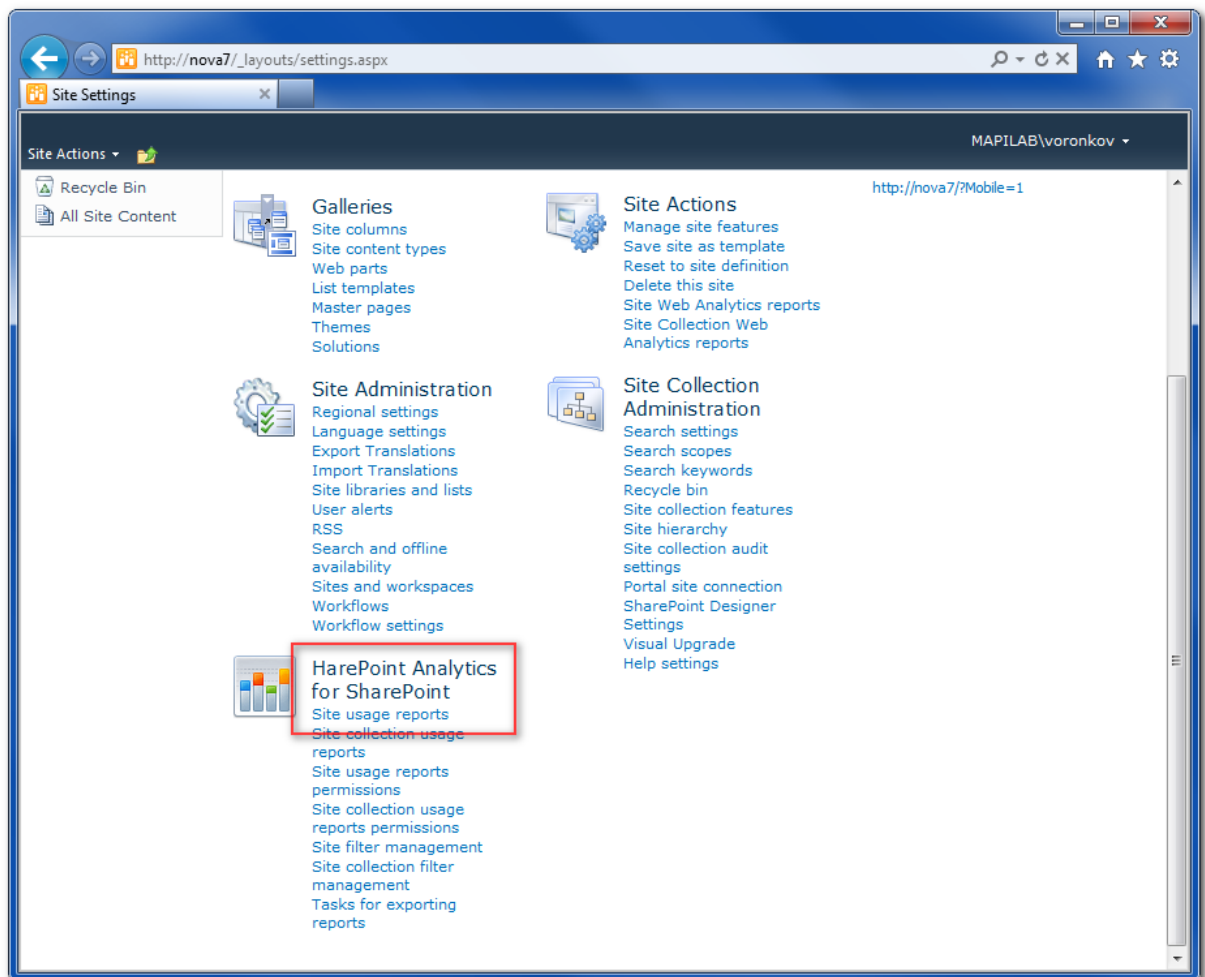 http://nova7/_layouts/settings.aspx
Site Settings
Site Actions
MAPILAB\voronkov
Recycle Bin
All Site Content
Galleries
Site columns
Site content types
Web parts
List templates
Master pages
Themes
Solutions
Site Actions
Manage site features
Save site as template
Reset to site definition
Delete this site
Site Web Analytics reports
Site Collection Web
Analytics reports
http://nova7/?Mobile=1
Site Administration
Regional settings
Language settings
Export Translations
Import Translations
Site libraries and lists
User alerts
RSS
Search and offline
availability
Sites and workspaces
Workflows
Workflow settings
Site Collection
Administration
Search settings
Search scopes
Search keywords
Recycle bin
Site collection features
Site hierarchy
Site collection audit
settings
Portal site connection
SharePoint Designer
Settings
Visual Upgrade
Help settings
HarePoint Analytics
for SharePoint
Site usage reports
Site collection usage
reports
Site usage reports
permissions
Site collection usage
reports permissions
Site filter management
Site collection filter
management
Tasks for exporting
reports